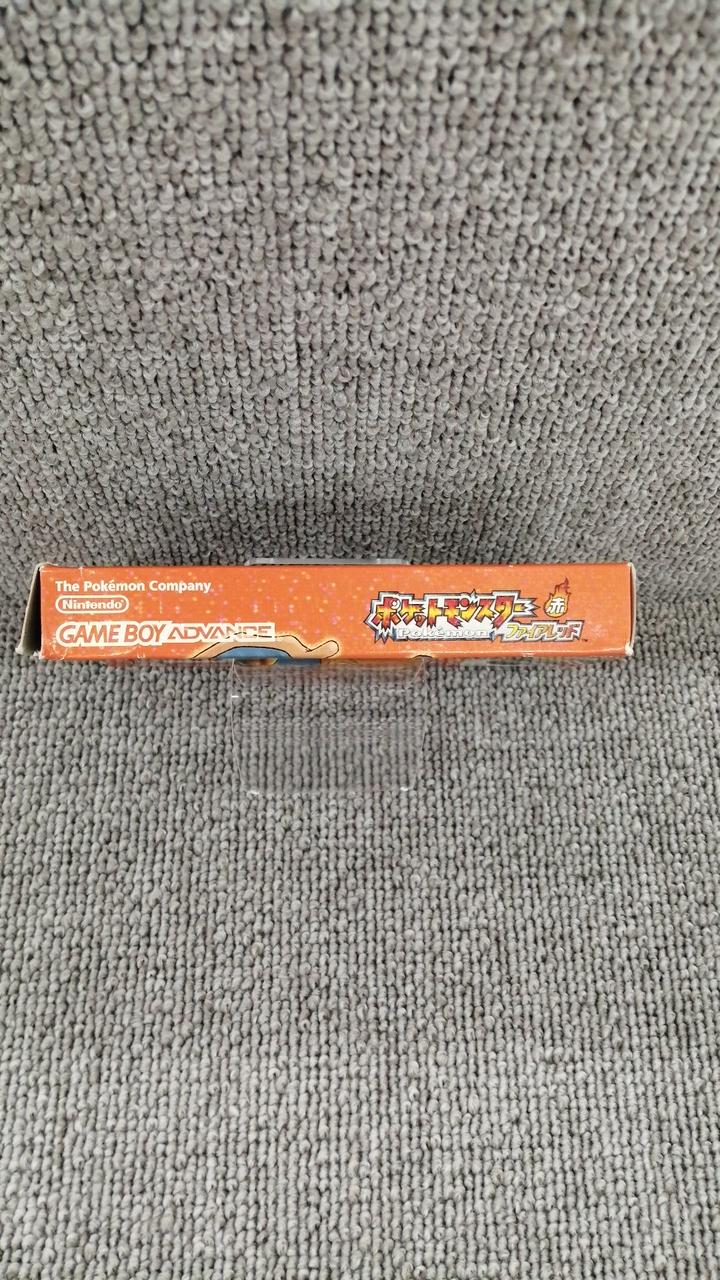 The Pokémon Company
Nintendo
GAME BOY ADVANCE
ポケットモンスター
Pokémon
赤
ファイアレッド
™